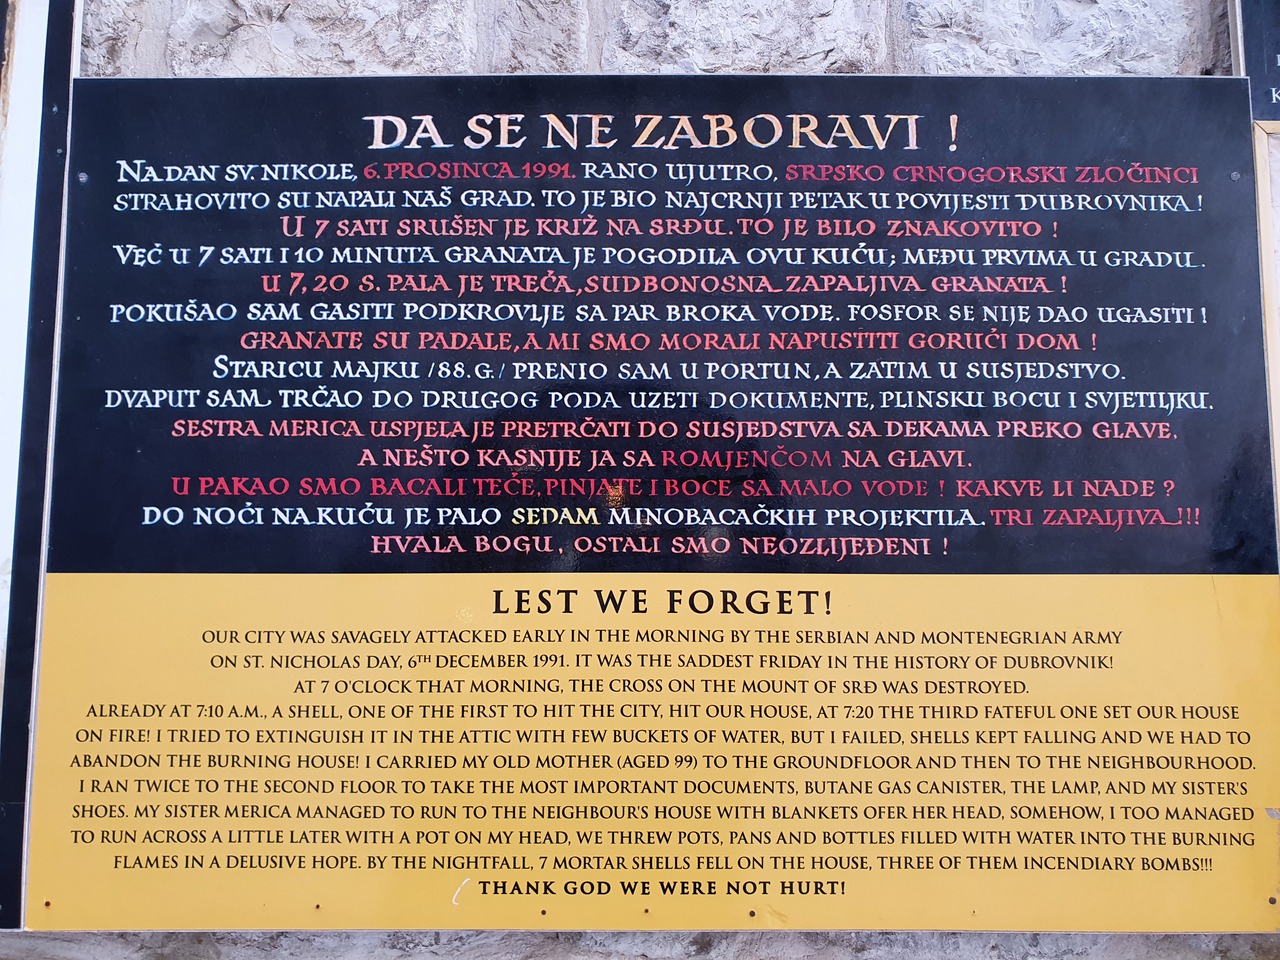 DA SE NE ZABORAVI !
NA DAN SV. NIKOLE, 6. PROSINCA 1991. RANO UJUTRO, SRPSKO CRNOGORSKI ZLOČINCI
STRAHOVITO SU NAPALI NAŠ GRAD. TO JE BIO NAJCRNJI PETAK U POVIJESTI DUBROVNIKA!
U 7 SATI SRUŠEN JE KRIŽ NA SRĐU. TO JE BILO ZNAKOVITO !
VEĆ U 7 SATI I 10 MINUTA GRANATA JE POGODILA OVU KUĆU; MEĐU PRVIMA U GRADU.
U 7,20 S. PALA JE TREĆA, SUDBONOSNA ZAPALJIVA GRANATA !
POKUŠAO SAM GASITI PODKROVLJE SA PAR BROKA VODE. FOSFOR SE NIJE DAO UGASITI !
GRANATE SU PADALE, A MI SMO MORALI NAPUSTITI GORUĆI DOM !
STARICU MAJKU /88.G./ PRENIO SAM U PORTUN, A ZATIM U SUSJEDSTVO.
DVAPUT SAM TRČAO DO DRUGOG PODA UZETI DOKUMENTE, PLINSKU BOCU I SVJETILJKU.
SESTRA MERICA USPJELA JE PRETRČATI DO SUSJEDSTVA SA DEKAMA PREKO GLAVE,
A NEŠTO KASNIJE JA SA ROMJENČOM NA GLAVI.
U PAKAO SMO BACALI TEĆE, PINJATE I BOCE SA MALO VODE ! KAKVE LI NADE ?
DO NOĆI NA KUĆU JE PALO SEDAM MINOBACAČKIH PROJEKTILA. TRI ZAPALJIVA!!!
HVALA BOGU, OSTALI SMO NEOZLIJEĐENI !
LEST WE FORGET!
OUR CITY WAS SAVAGELY ATTACKED EARLY IN THE MORNING BY THE SERBIAN AND MONTENEGRIAN ARMY
ON ST. NICHOLAS DAY, 6TH DECEMBER 1991. IT WAS THE SADDEST FRIDAY IN THE HISTORY OF DUBROVNIK!
AT 7 O'CLOCK THAT MORNING, THE CROSS ON THE MOUNT OF SRĐ WAS DESTROYED.
ALREADY AT 7:10 A.M., A SHELL, ONE OF THE FIRST TO HIT THE CITY, HIT OUR HOUSE, AT 7:20 THE THIRD FATEFUL ONE SET OUR HOUSE
ON FIRE! I TRIED TO EXTINGUISH IT IN THE ATTIC WITH FEW BUCKETS OF WATER, BUT I FAILED, SHELLS KEPT FALLING AND WE HAD TO
ABANDON THE BURNING HOUSE! I CARRIED MY OLD MOTHER (AGED 99) TO THE GROUNDFLOOR AND THEN TO THE NEIGHBOURHOOD.
I RAN TWICE TO THE SECOND FLOOR TO TAKE THE MOST IMPORTANT DOCUMENTS, BUTANE GAS CANISTER, THE LAMP, AND MY SISTER'S
SHOES. MY SISTER MERICA MANAGED TO RUN TO THE NEIGHBOUR'S HOUSE WITH BLANKETS OFER HER HEAD, SOMEHOW, I TOO MANAGED
TO RUN ACROSS A LITTLE LATER WITH A POT ON MY HEAD, WE THREW POTS, PANS AND BOTTLES FILLED WITH WATER INTO THE BURNING
FLAMES IN A DELUSIVE HOPE. BY THE NIGHTFALL, 7 MORTAR SHELLS FELL ON THE HOUSE, THREE OF THEM INCENDIARY BOMBS!!!
THANK GOD WE WERE NOT HURT!